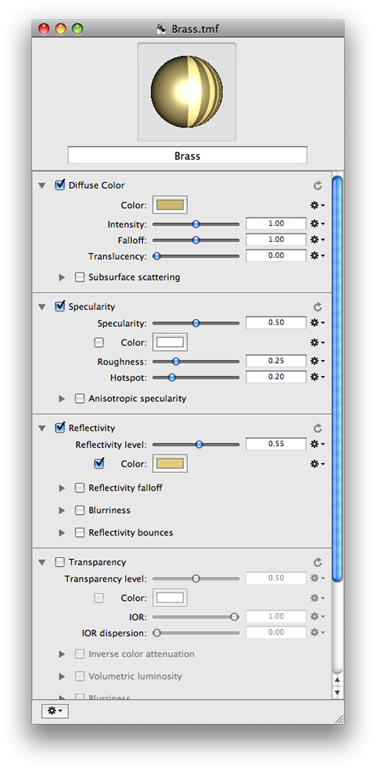 Brass.tmf
Brass
Diffuse Color
Color:
Intensity: 1.00
Falloff: 1.00
Translucency: 0.00
Subsurface scattering
Specularity
Specularity: 0.50
Color:
Roughness: 0.25
Hotspot: 0.20
Anisotropic specularity
Reflectivity
Reflectivity level: 0.55
Color:
Reflectivity falloff
Blurriness
Reflectivity bounces
Transparency
Transparency level: 0.50
Color:
IOR: 1.00
IOR dispersion: 0.00
Inverse color attenuation
Volumetric luminosity
Blurriness